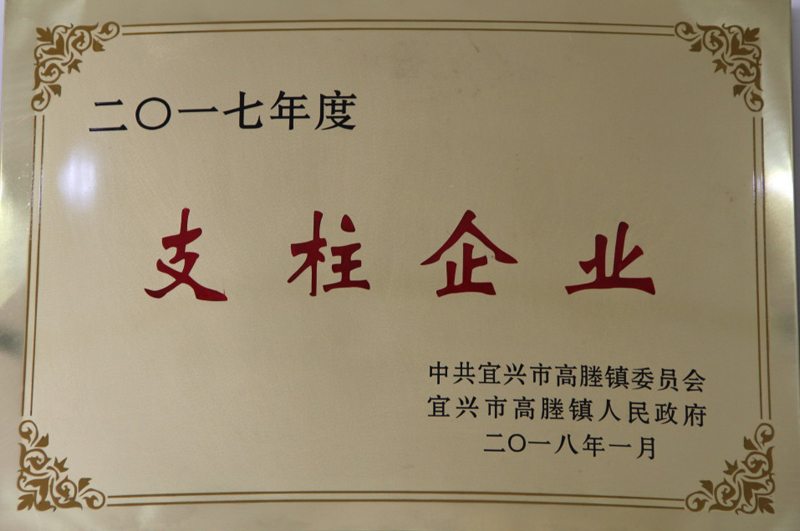 二〇一七年度
支柱企业
中共宜兴市高塍镇委员会
宜兴市高塍镇人民政府
二〇一八年一月